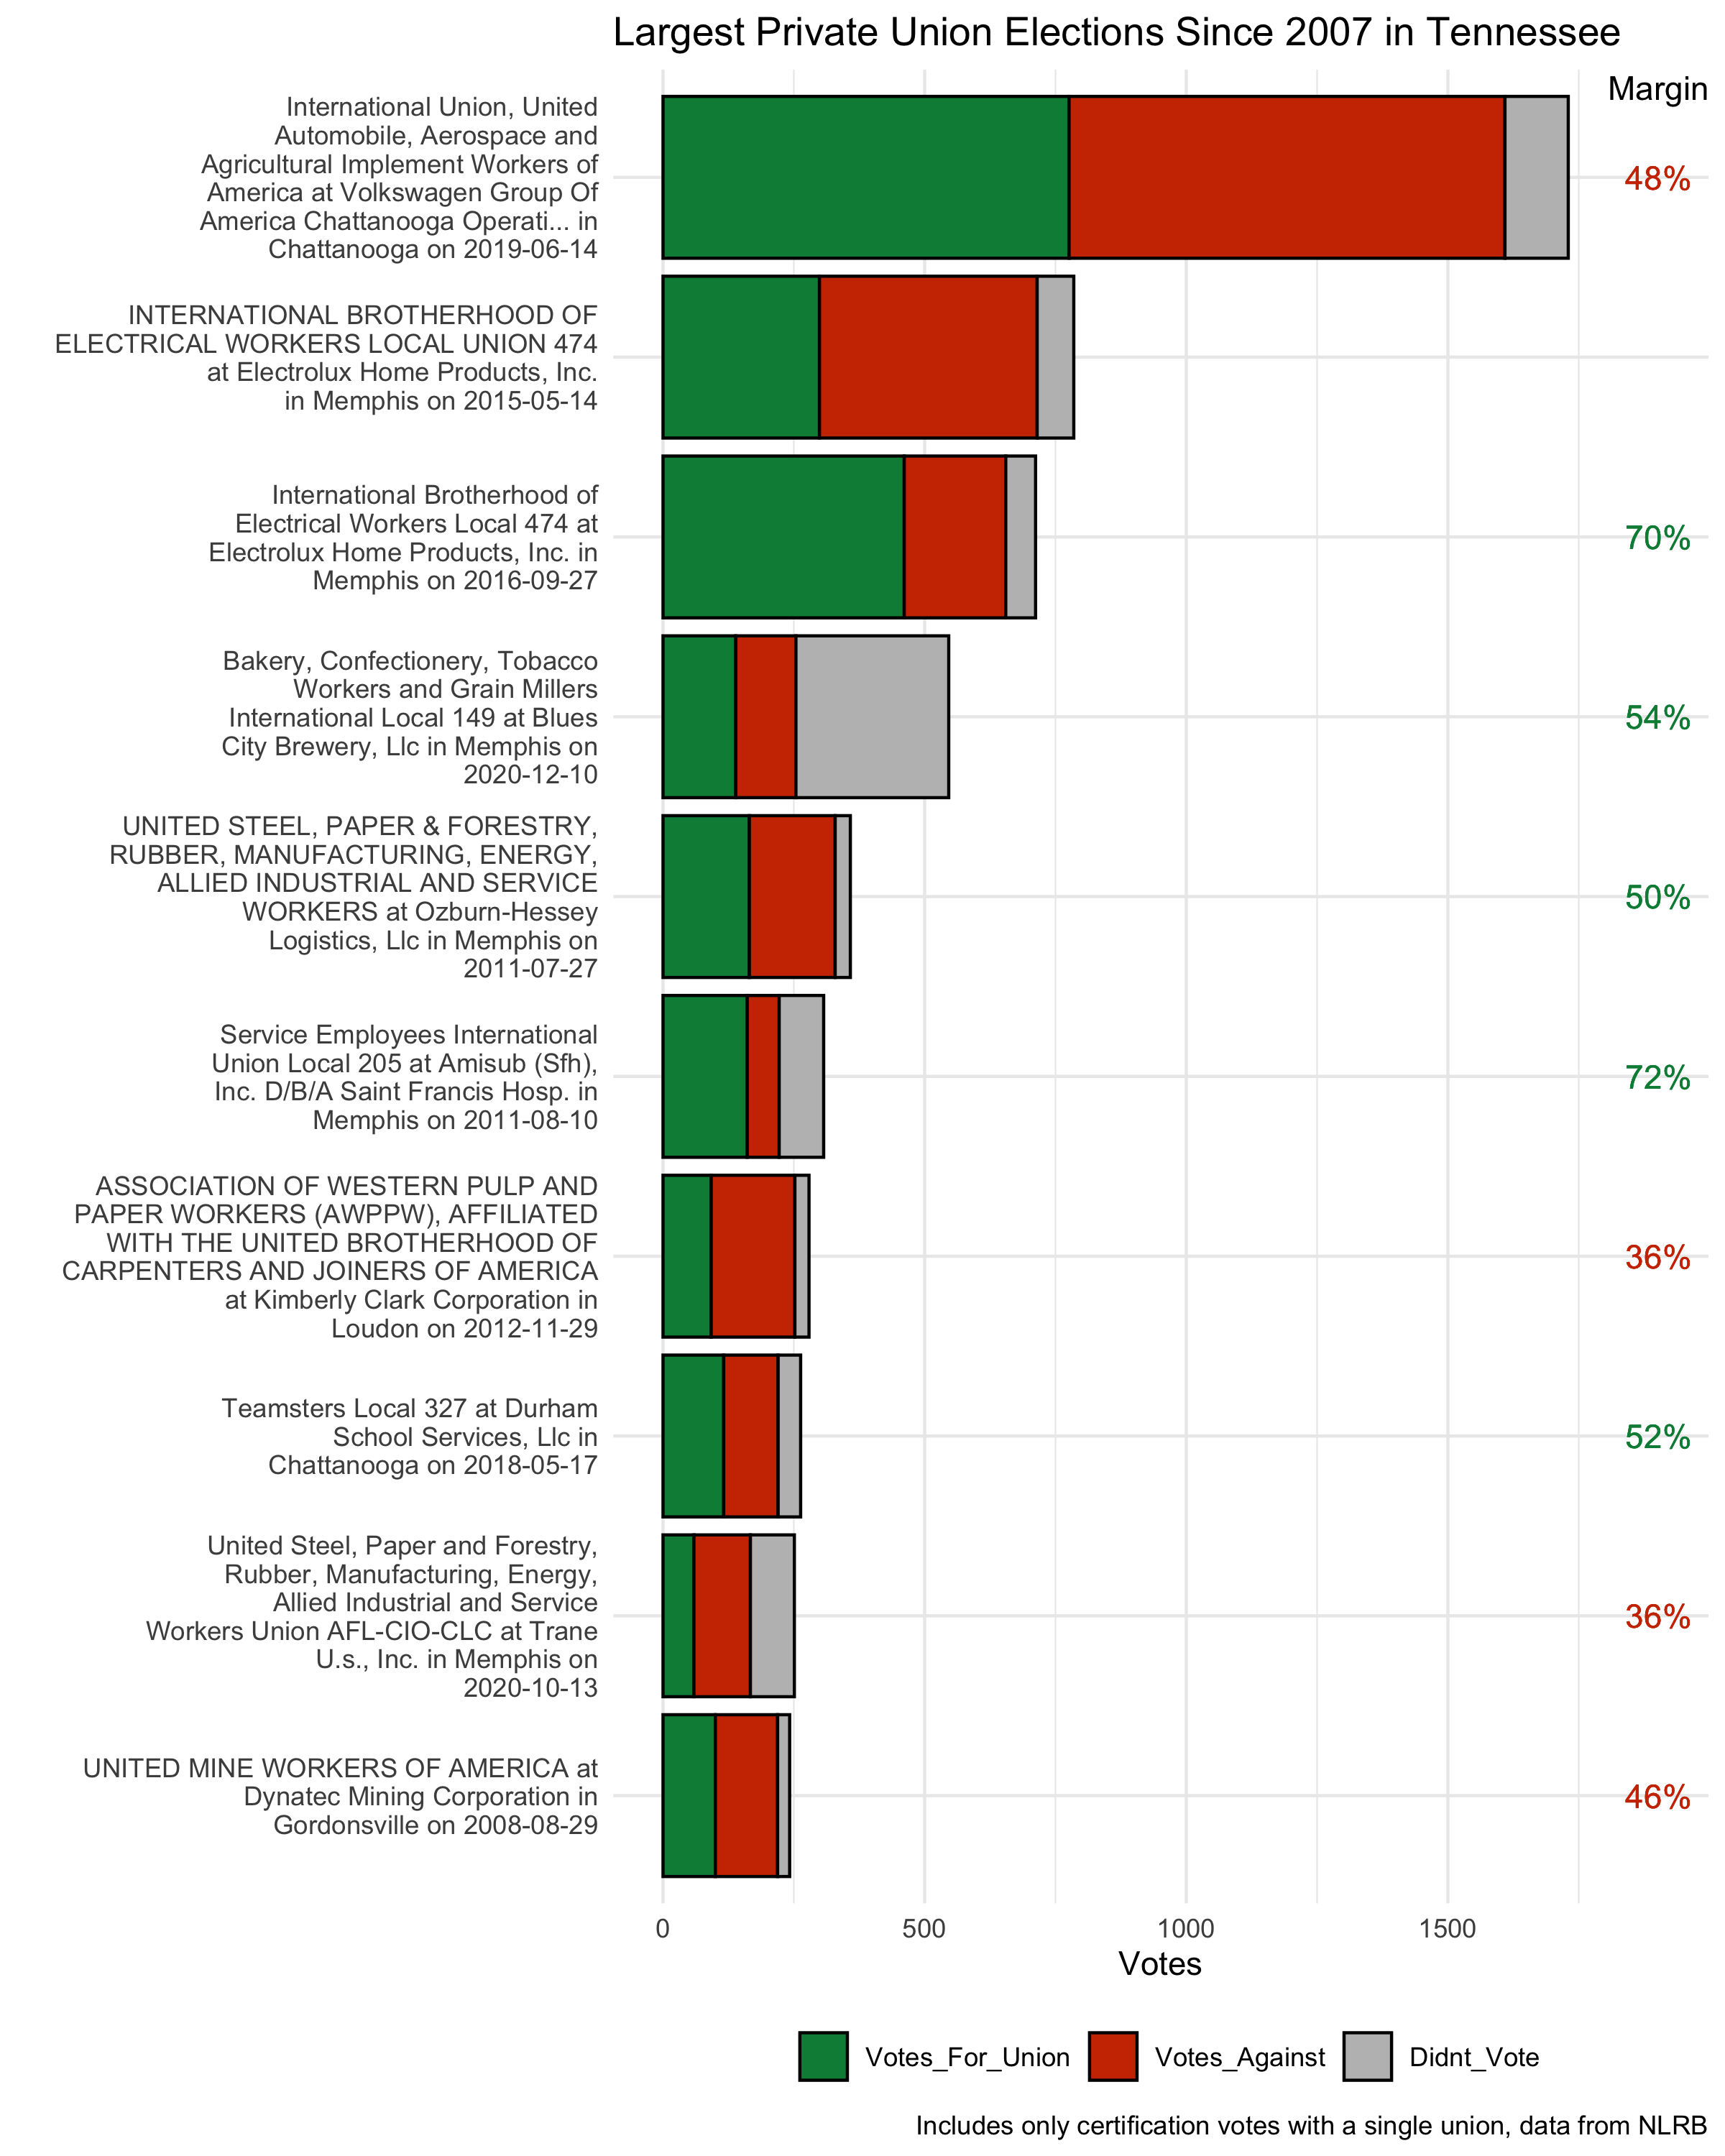 Largest Private Union Elections Since 2007 in Tennessee
Margin
International Union, United
Automobile, Aerospace and
Agricultural Implement Workers of
America at Volkswagen Group Of
America Chattanooga Operati... in
Chattanooga on 2019-06-14
48%
INTERNATIONAL BROTHERHOOD OF
ELECTRICAL WORKERS LOCAL UNION 474
at Electrolux Home Products, Inc.
in Memphis on 2015-05-14
International Brotherhood of
Electrical Workers Local 474 at
Electrolux Home Products, Inc. in
Memphis on 2016-09-27
70%
Bakery, Confectionery, Tobacco
Workers and Grain Millers
International Local 149 at Blues
City Brewery, Llc in Memphis on
2020-12-10
54%
UNITED STEEL, PAPER & FORESTRY,
RUBBER, MANUFACTURING, ENERGY,
ALLIED INDUSTRIAL AND SERVICE
WORKERS at Ozburn-Hessey
Logistics, Llc in Memphis on
2011-07-27
50%
Service Employees International
Union Local 205 at Amisub (Sfh),
Inc. D/B/A Saint Francis Hosp. in
Memphis on 2011-08-10
72%
ASSOCIATION OF WESTERN PULP AND
PAPER WORKERS (AWPPW), AFFILIATED
WITH THE UNITED BROTHERHOOD OF
CARPENTERS AND JOINERS OF AMERICA
at Kimberly Clark Corporation in
Loudon on 2012-11-29
36%
Teamsters Local 327 at Durham
School Services, Llc in
Chattanooga on 2018-05-17
52%
United Steel, Paper and Forestry,
Rubber, Manufacturing, Energy,
Allied Industrial and Service
Workers Union AFL-CIO-CLC at Trane
U.s., Inc. in Memphis on
2020-10-13
36%
UNITED MINE WORKERS OF AMERICA at
Dynatec Mining Corporation in
Gordonsville on 2008-08-29
46%
0 500 1000 1500
Votes
Votes_For_Union Votes_Against Didnt_Vote
Includes only certification votes with a single union, data from NLRB